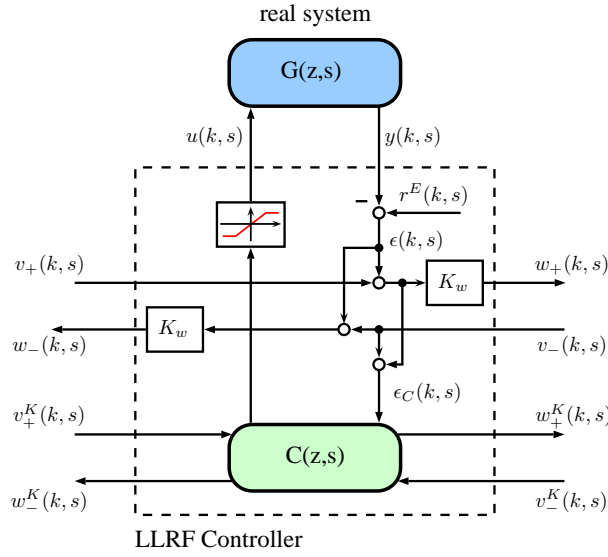 real system
G(z,s)
u(k, s)
y(k, s)
−
r^E(k, s)
ϵ(k, s)
v_+(k, s)
K_w
w_+(k, s)
K_w
w_−(k, s)
v_−(k, s)
ϵ_C(k, s)
v_+^K(k, s)
w_+^K(k, s)
C(z,s)
w_−^K(k, s)
v_−^K(k, s)
LLRF Controller